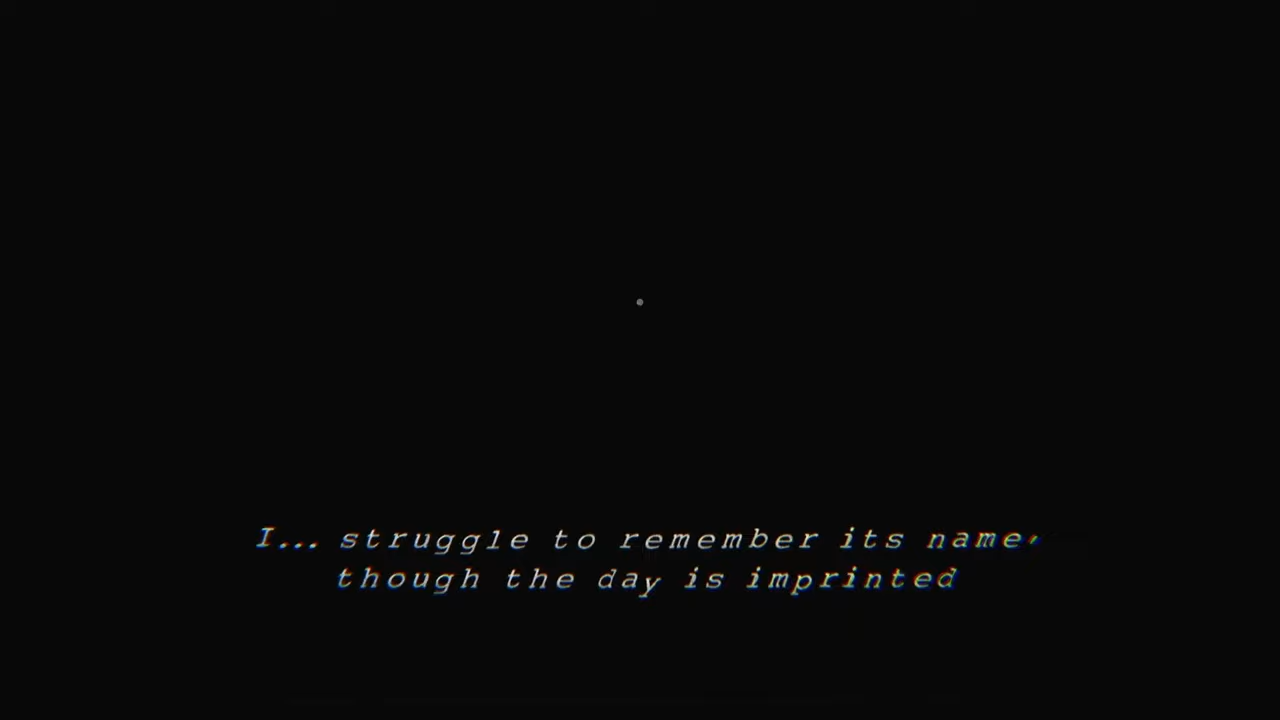 I... struggle to remember its name,
though the day is imprinted